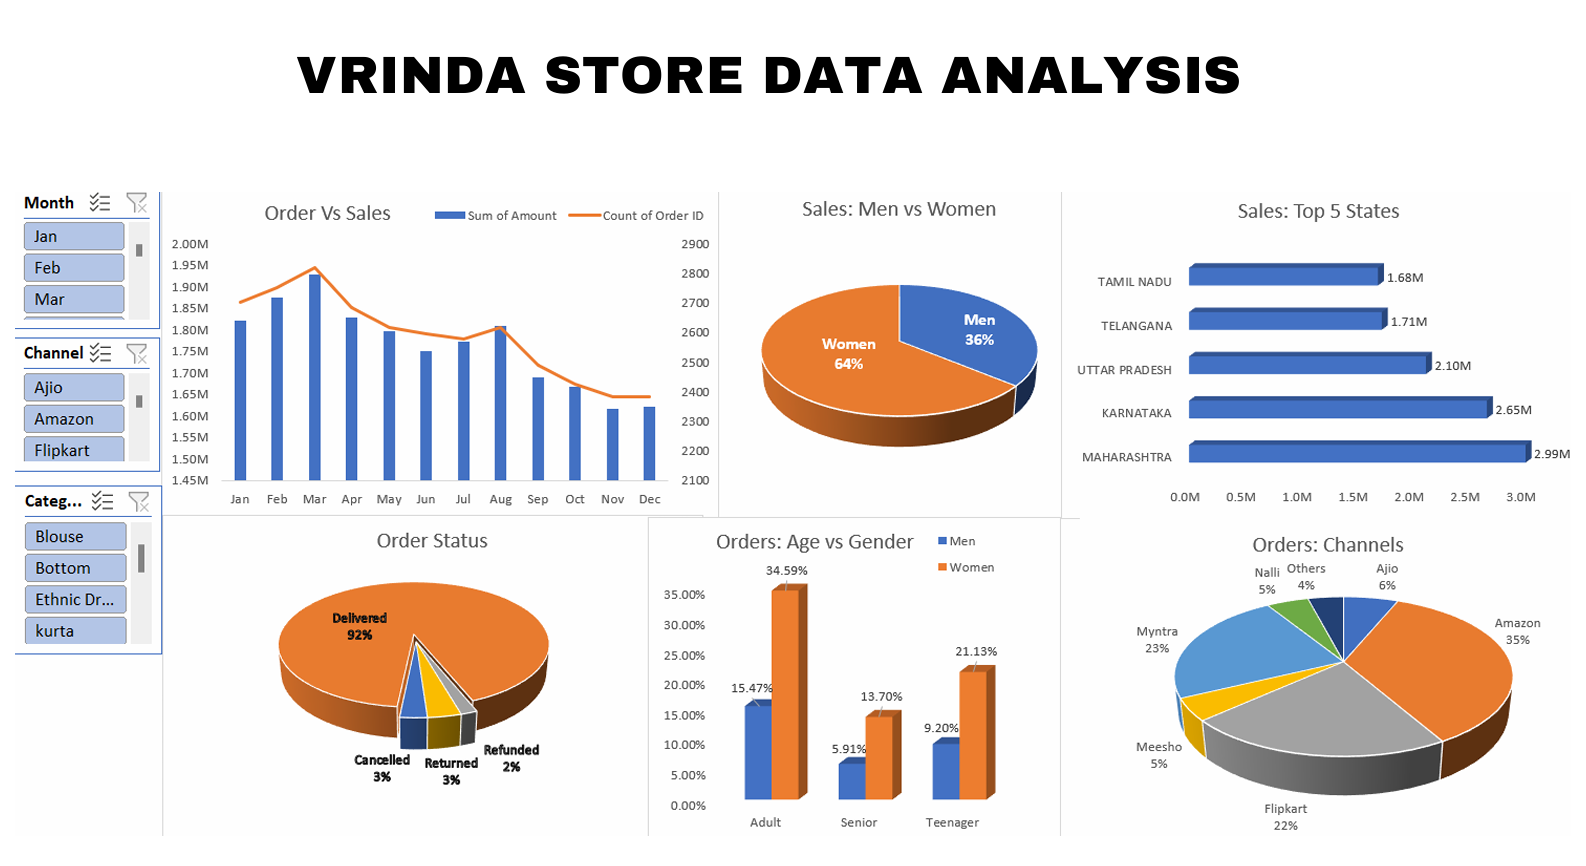 VRINDA STORE DATA ANALYSIS
Month
Jan
Feb
Mar
Channel
Ajio
Amazon
Flipkart
Categ...
Blouse
Bottom
Ethnic Dr...
kurta
Order Vs Sales
Sum of Amount
Count of Order ID
2.00M
1.95M
1.90M
1.85M
1.80M
1.75M
1.70M
1.65M
1.60M
1.55M
1.50M
1.45M
2900
2800
2700
2600
2500
2400
2300
2200
2100
Jan Feb Mar Apr May Jun Jul Aug Sep Oct Nov Dec
Sales: Men vs Women
Men
36%
Women
64%
Sales: Top 5 States
TAMIL NADU 1.68M
TELANGANA 1.71M
UTTAR PRADESH 2.10M
KARNATAKA 2.65M
MAHARASHTRA 2.99M
0.0M 0.5M 1.0M 1.5M 2.0M 2.5M 3.0M
Order Status
Delivered
92%
Cancelled
3%
Returned
3%
Refunded
2%
Orders: Age vs Gender
Men
Women
35.00%
30.00%
25.00%
20.00%
15.00%
10.00%
5.00%
0.00%
15.47%
34.59%
5.91%
13.70%
9.20%
21.13%
Adult Senior Teenager
Orders: Channels
Nalli
5%
Others
4%
Ajio
6%
Amazon
35%
Myntra
23%
Meesho
5%
Flipkart
22%